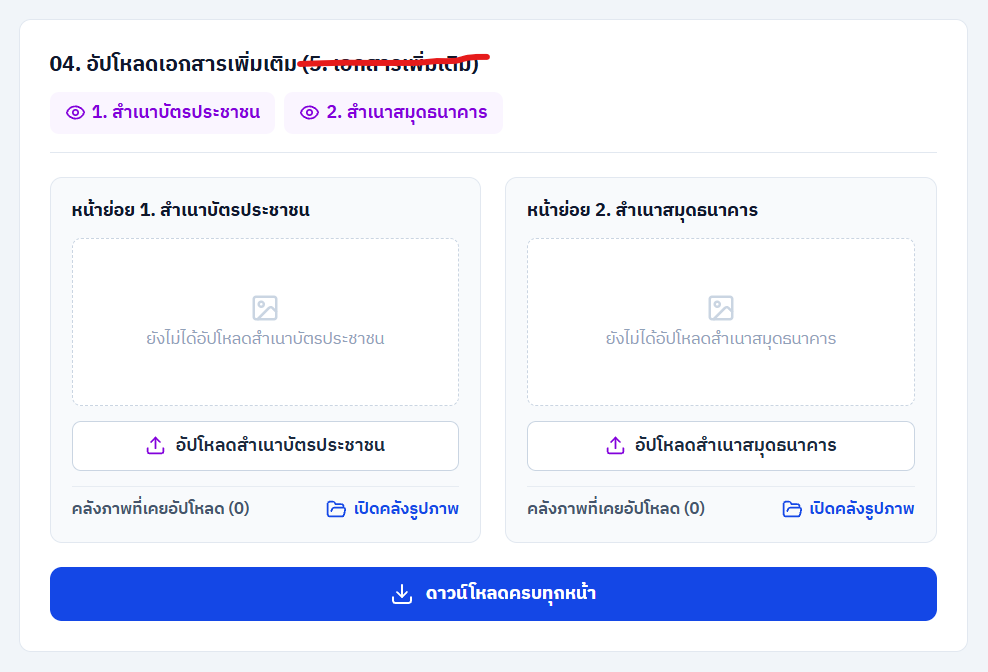 04. อัปโหลดเอกสารเพิ่มเติม (5. เอกสารเพิ่มเติม)
1. สำเนาบัตรประชาชน
2. สำเนาสมุดธนาคาร
หน้าย่อย 1. สำเนาบัตรประชาชน
ยังไม่ได้อัปโหลดสำเนาบัตรประชาชน
อัปโหลดสำเนาบัตรประชาชน
คลังภาพที่เคยอัปโหลด (0)
เปิดคลังรูปภาพ
หน้าย่อย 2. สำเนาสมุดธนาคาร
ยังไม่ได้อัปโหลดสำเนาสมุดธนาคาร
อัปโหลดสำเนาสมุดธนาคาร
คลังภาพที่เคยอัปโหลด (0)
เปิดคลังรูปภาพ
ดาวน์โหลดครบทุกหน้า